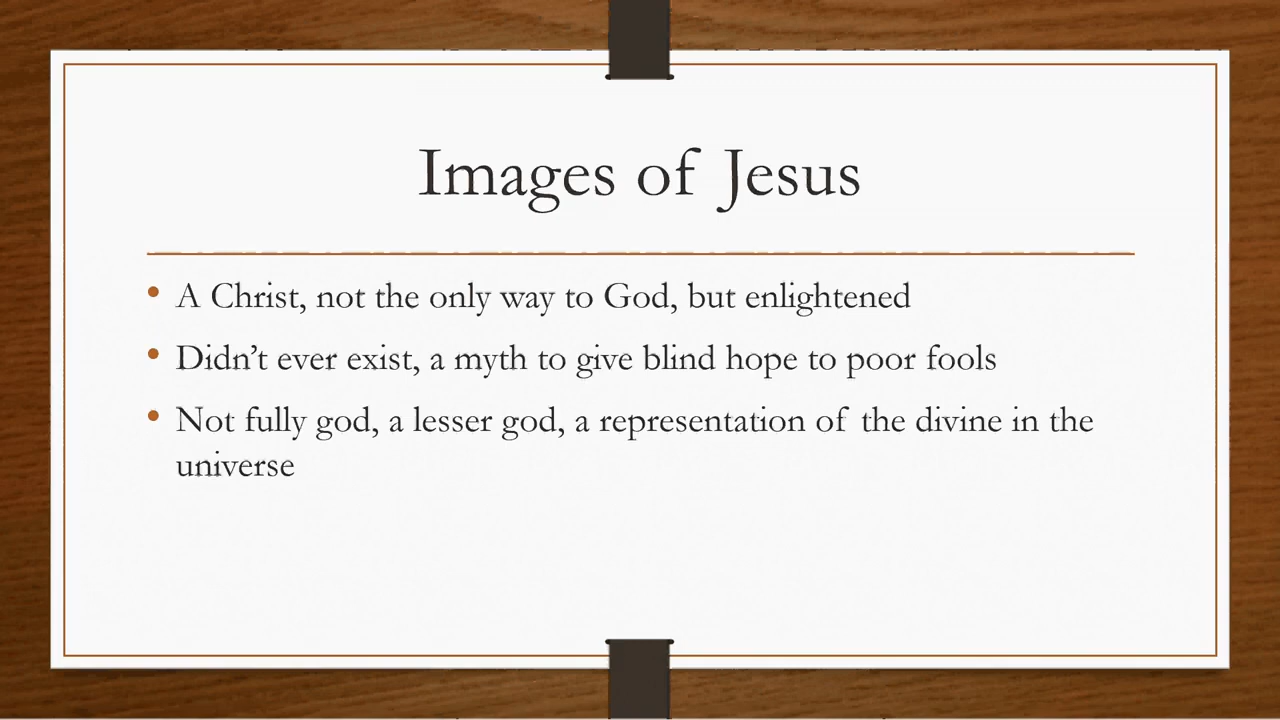 Images of Jesus
• A Christ, not the only way to God, but enlightened
• Didn’t ever exist, a myth to give blind hope to poor fools
• Not fully god, a lesser god, a representation of the divine in the
universe